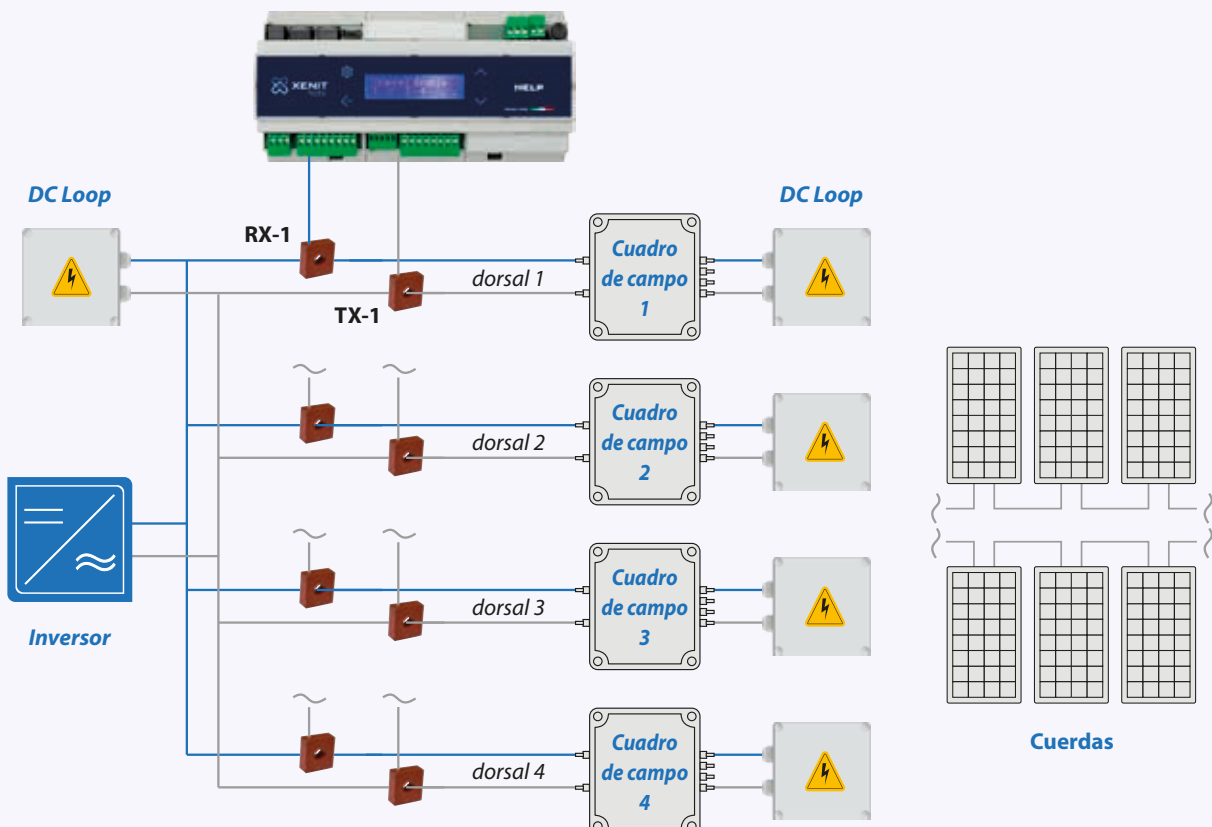 XENIT
HELP
DC Loop
DC Loop
RX-1
Cuadro
de campo
1
dorsal 1
TX-1
Cuadro
de campo
2
dorsal 2
Cuadro
de campo
3
dorsal 3
Inversor
Cuadro
de campo
4
dorsal 4
Cuerdas